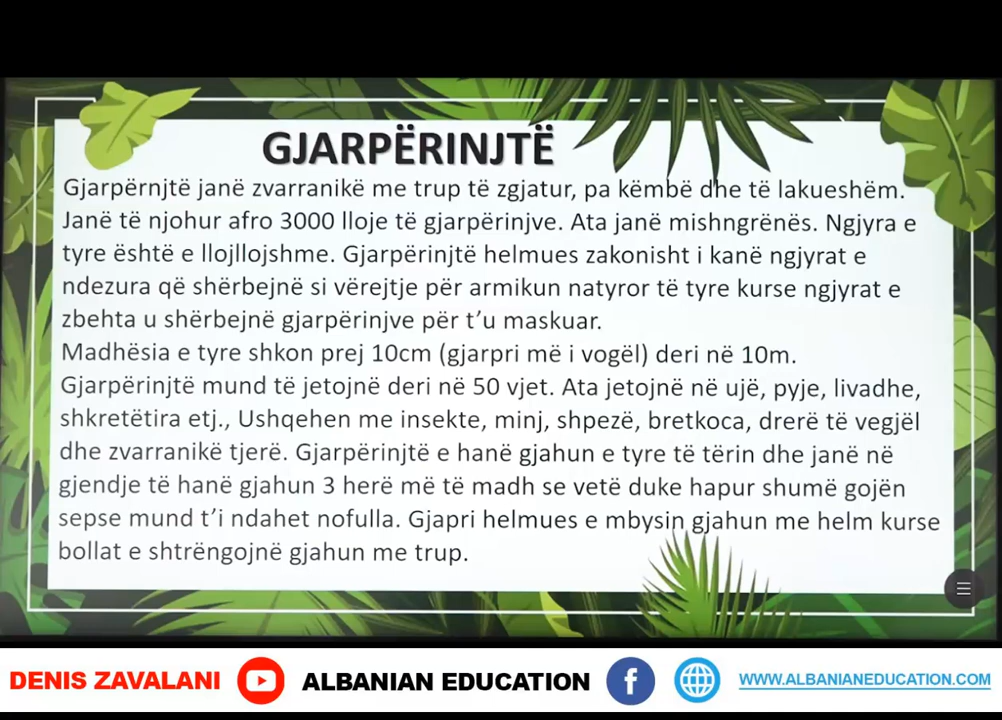 GJARPËRINJTË
Gjarpërnjtë janë zvarranikë me trup të zgjatur, pa këmbë dhe të lakueshëm.
Janë të njohur afro 3000 lloje të gjarpërinjve. Ata janë mishngrënës. Ngjyra e
tyre është e llojllojshme. Gjarpërinjtë helmues zakonisht i kanë ngjyrat e
ndezura që shërbejnë si vërejtje për armikun natyror të tyre kurse ngjyrat e
zbehta u shërbejnë gjarpërinjve për t’u maskuar.
Madhësia e tyre shkon prej 10cm (gjarpri më i vogël) deri në 10m.
Gjarpërinjtë mund të jetojnë deri në 50 vjet. Ata jetojnë në ujë, pyje, livadhe,
shkretëtira etj., Ushqehen me insekte, minj, shpezë, bretkoca, drerë të vegjël
dhe zvarranikë tjerë. Gjarpërinjtë e hanë gjahun e tyre të tërin dhe janë në
gjendje të hanë gjahun 3 herë më të madh se vetë duke hapur shumë gojën
sepse mund t’i ndahet nofulla. Gjapri helmues e mbysin gjahun me helm kurse
bollat e shtrëngojnë gjahun me trup.
DENIS ZAVALANI ALBANIAN EDUCATION f WWW.ALBANIANEDUCATION.COM